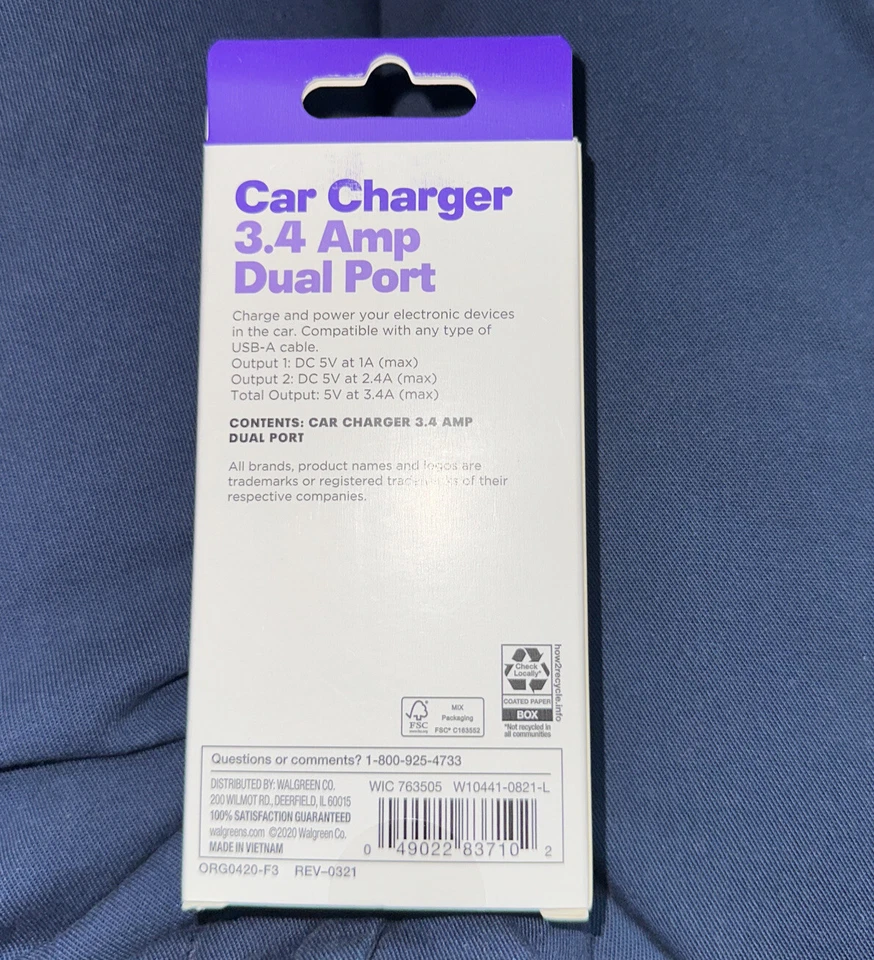 Car Charger
3.4 Amp
Dual Port
Charge and power your electronic devices
in the car. Compatible with any type of
USB-A cable.
Output 1: DC 5V at 1A (max)
Output 2: DC 5V at 2.4A (max)
Total Output: 5V at 3.4A (max)
CONTENTS: CAR CHARGER 3.4 AMP
DUAL PORT
All brands, product names and logos are
trademarks or registered trademarks of their
respective companies.
Check
Locally*
COATED PAPER
BOX
*Not recycled in
all communities
how2recycle.info
FSC
MIX
Packaging
FSC® C163552
Questions or comments? 1-800-925-4733
DISTRIBUTED BY: WALGREEN CO.
200 WILMOT RD., DEERFIELD, IL 60015
100% SATISFACTION GUARANTEED
walgreens.com ©2020 Walgreen Co.
MADE IN VIETNAM
WIC 763505 W10441-0821-L
0 49022 83710 2
ORG0420-F3 REV-0321